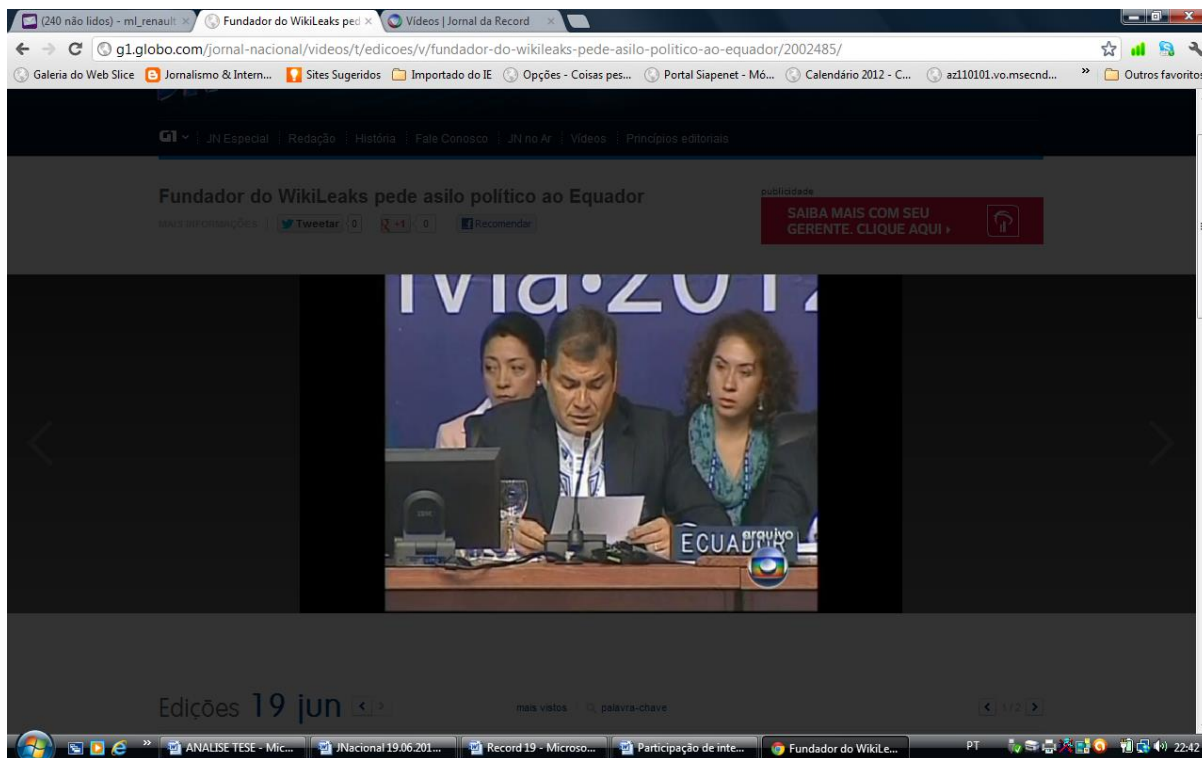 (240 não lidos) - ml_renault
Fundador do WikiLeaks ped
Vídeos | Jornal da Record
g1.globo.com/jornal-nacional/videos/t/edicoes/v/fundador-do-wikileaks-pede-asilo-politico-ao-equador/2002485/
Galeria do Web Slice
Jornalismo & Intern...
Sites Sugeridos
Importado do IE
Opções - Coisas pes...
Portal Siapenet - Mó...
Calendário 2012 - C...
az110101.vo.msecnd...
»
Outros favoritos
G1 JN Especial Redação História Fale Conosco JN no Ar Vídeos Princípios editoriais
Fundador do WikiLeaks pede asilo político ao Equador
publicidade
MAIS INFORMAÇÕES Tweetar 0 +1 0 Recomendar
SAIBA MAIS COM SEU
GERENTE. CLIQUE AQUI ›
2012
IBM
arquivo
ECUADOR
Edições 19 jun
mais vistos
palavra-chave
1/2
»
ANALISE TESE - Mic...
JNacional 19.06.201...
Record 19 - Microso...
Participação de inte...
Fundador do WikiLe...
PT
22:42